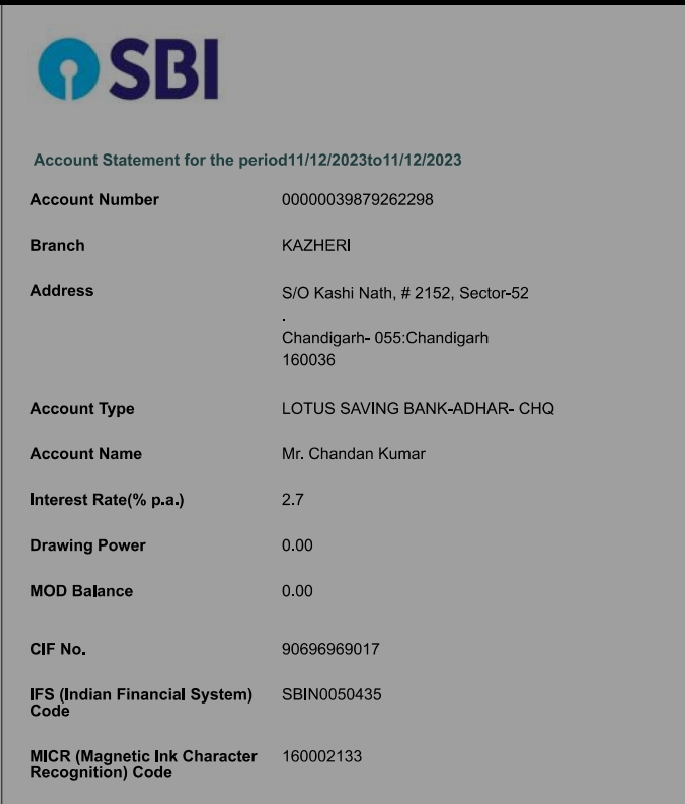 SBI
Account Statement for the period11/12/2023to11/12/2023
Account Number 00000039879262298
Branch KAZHERI
Address S/O Kashi Nath, # 2152, Sector-52
.
Chandigarh- 055:Chandigarh
160036
Account Type LOTUS SAVING BANK-ADHAR- CHQ
Account Name Mr. Chandan Kumar
Interest Rate(% p.a.) 2.7
Drawing Power 0.00
MOD Balance 0.00
CIF No. 90696969017
IFS (Indian Financial System) SBIN0050435
Code
MICR (Magnetic Ink Character 160002133
Recognition) Code